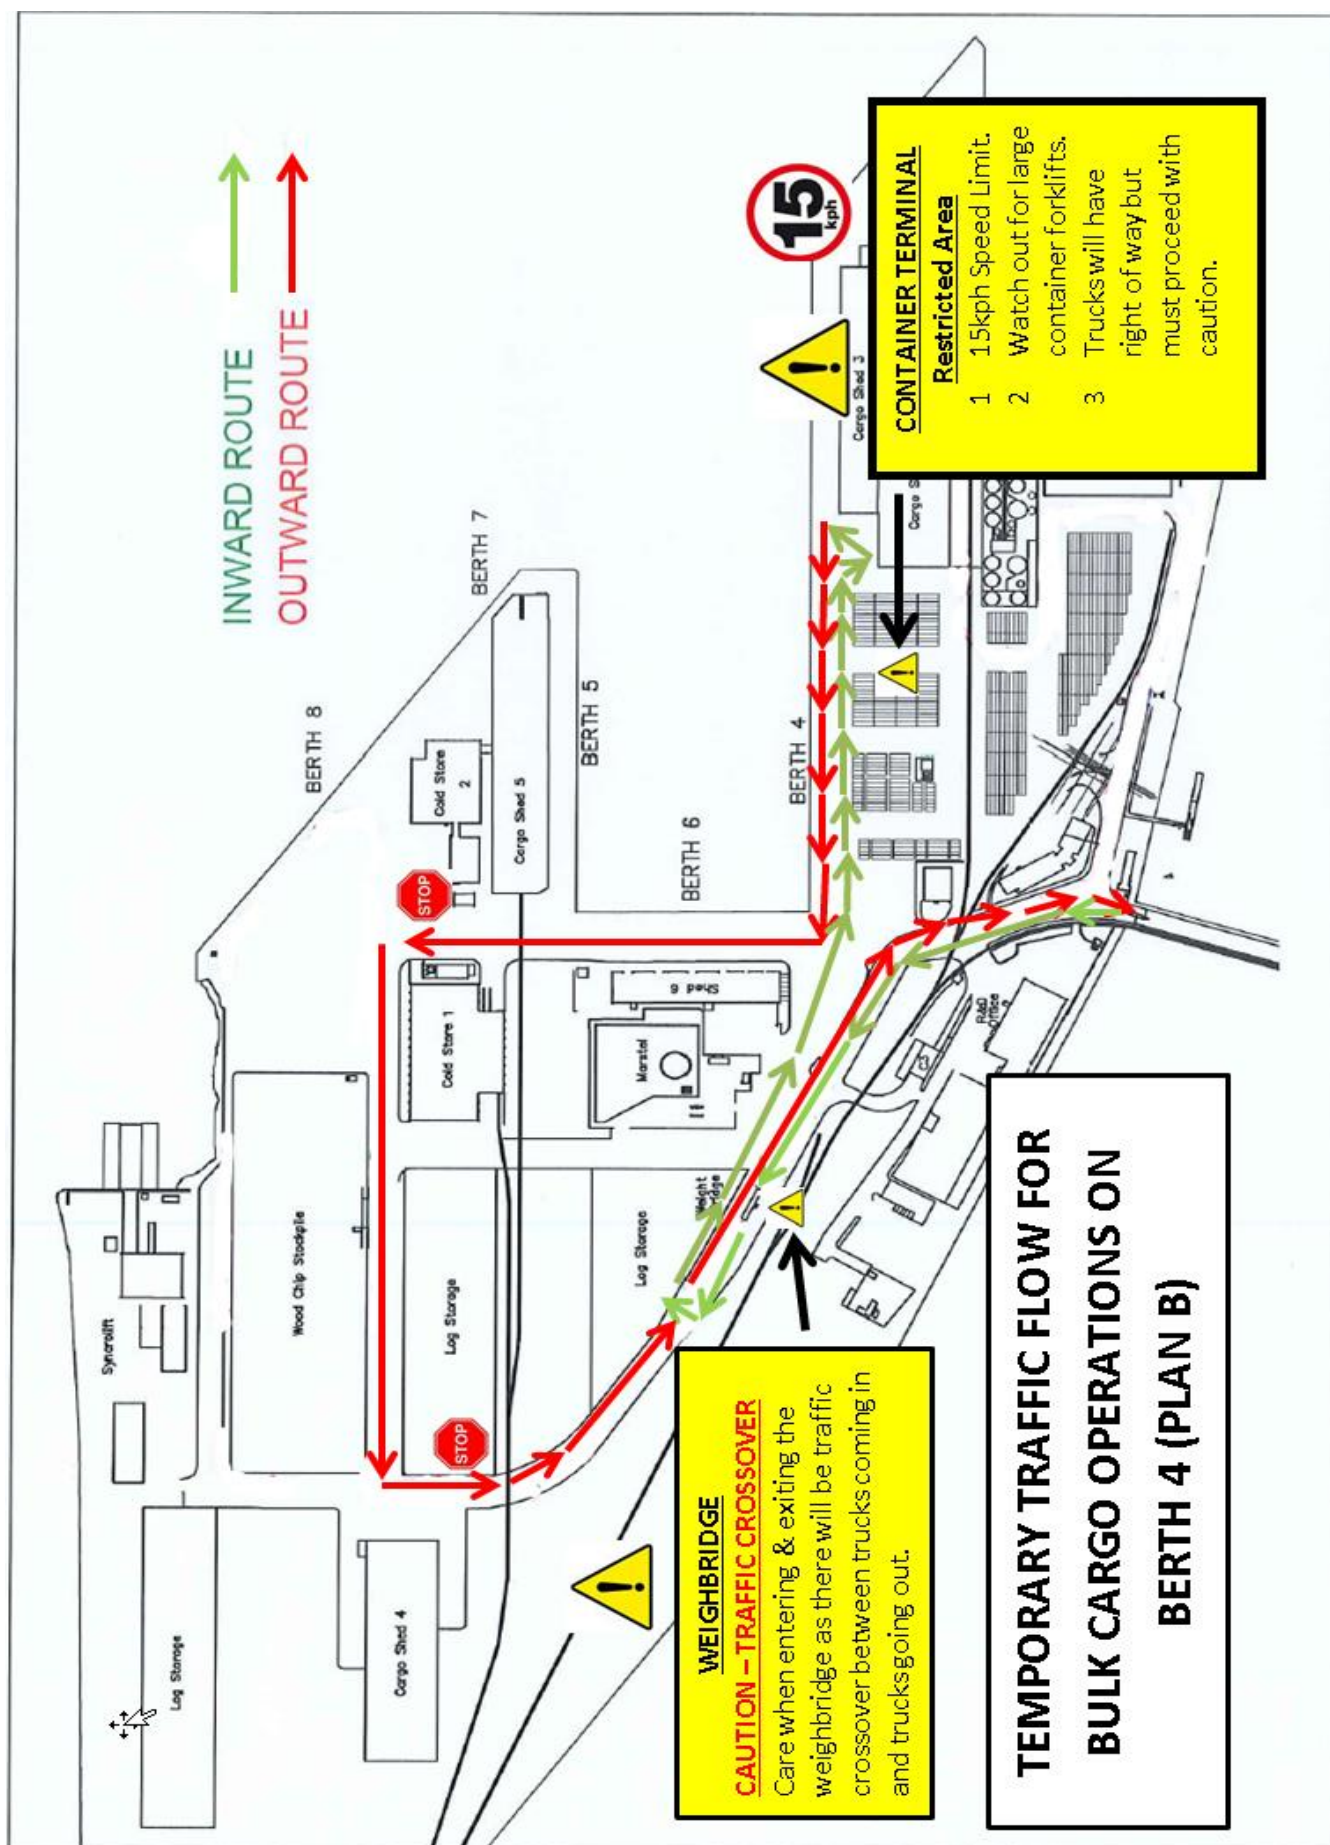 INWARD ROUTE
OUTWARD ROUTE
Syncrolift
Log Storage
Wood Chip Stockpile
BERTH 8
Cargo Shed 4
STOP
Log Storage
Cold Store 1
STOP
Cold Store
2
BERTH 7
Cargo Shed 5
BERTH 5
Log Storage
Marstel
Shed 6
BERTH 6
BERTH 4
15
kph
Cargo Shed 3
Cargo S
R&D
Office
WEIGHBRIDGE
CAUTION – TRAFFIC CROSSOVER
Care when entering & exiting the
weighbridge as there will be traffic
crossover between trucks coming in
and trucks going out.
CONTAINER TERMINAL
Restricted Area
1 15kph Speed Limit.
2 Watch out for large
container forklifts.
3 Trucks will have
right of way but
must proceed with
caution.
TEMPORARY TRAFFIC FLOW FOR
BULK CARGO OPERATIONS ON
BERTH 4 (PLAN B)